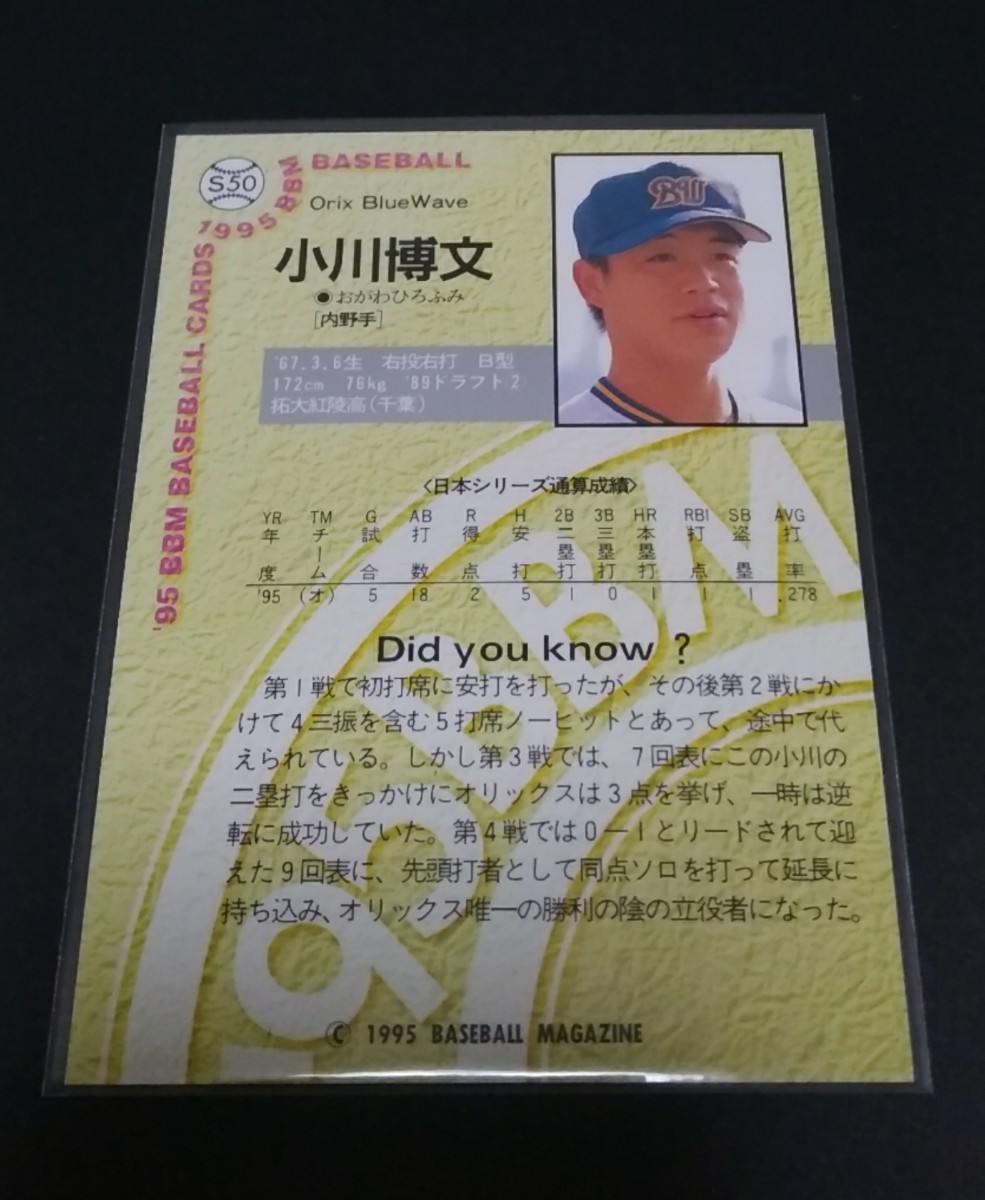 S50
'95 BBM BASEBALL CARDS 1995 BBM BASEBALL
BW
Orix BlueWave
小川博文
●おがわひろふみ
[内野手]
'67.3.6生 右投右打 B型
172cm 76kg '89ドラフト2
拓大紅陵高(千葉)
〈日本シリーズ通算成績〉
YR TM G AB R H 2B 3B HR RBI SB AVG
年度 チーム 試合 打数 得点 安打 二塁打 三塁打 本塁打 打点 盗塁 打率
'95 (オ) 5 18 2 5 1 0 1 1 1 .278
Did you know ?
第1戦で初打席に安打を打ったが、その後第2戦にか
けて4三振を含む5打席ノーヒットとあって、途中で代
えられている。しかし第3戦では、7回表にこの小川の
二塁打をきっかけにオリックスは3点を挙げ、一時は逆
転に成功していた。第4戦では0—1とリードされて迎
えた9回表に、先頭打者として同点ソロを打って延長に
持ち込み、オリックス唯一の勝利の陰の立役者になった。
'95 BBM
© 1995 BASEBALL MAGAZINE